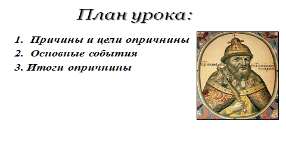 План урока:
1. Причины и цели опричнины
2. Основные события
3. Итоги опричнины